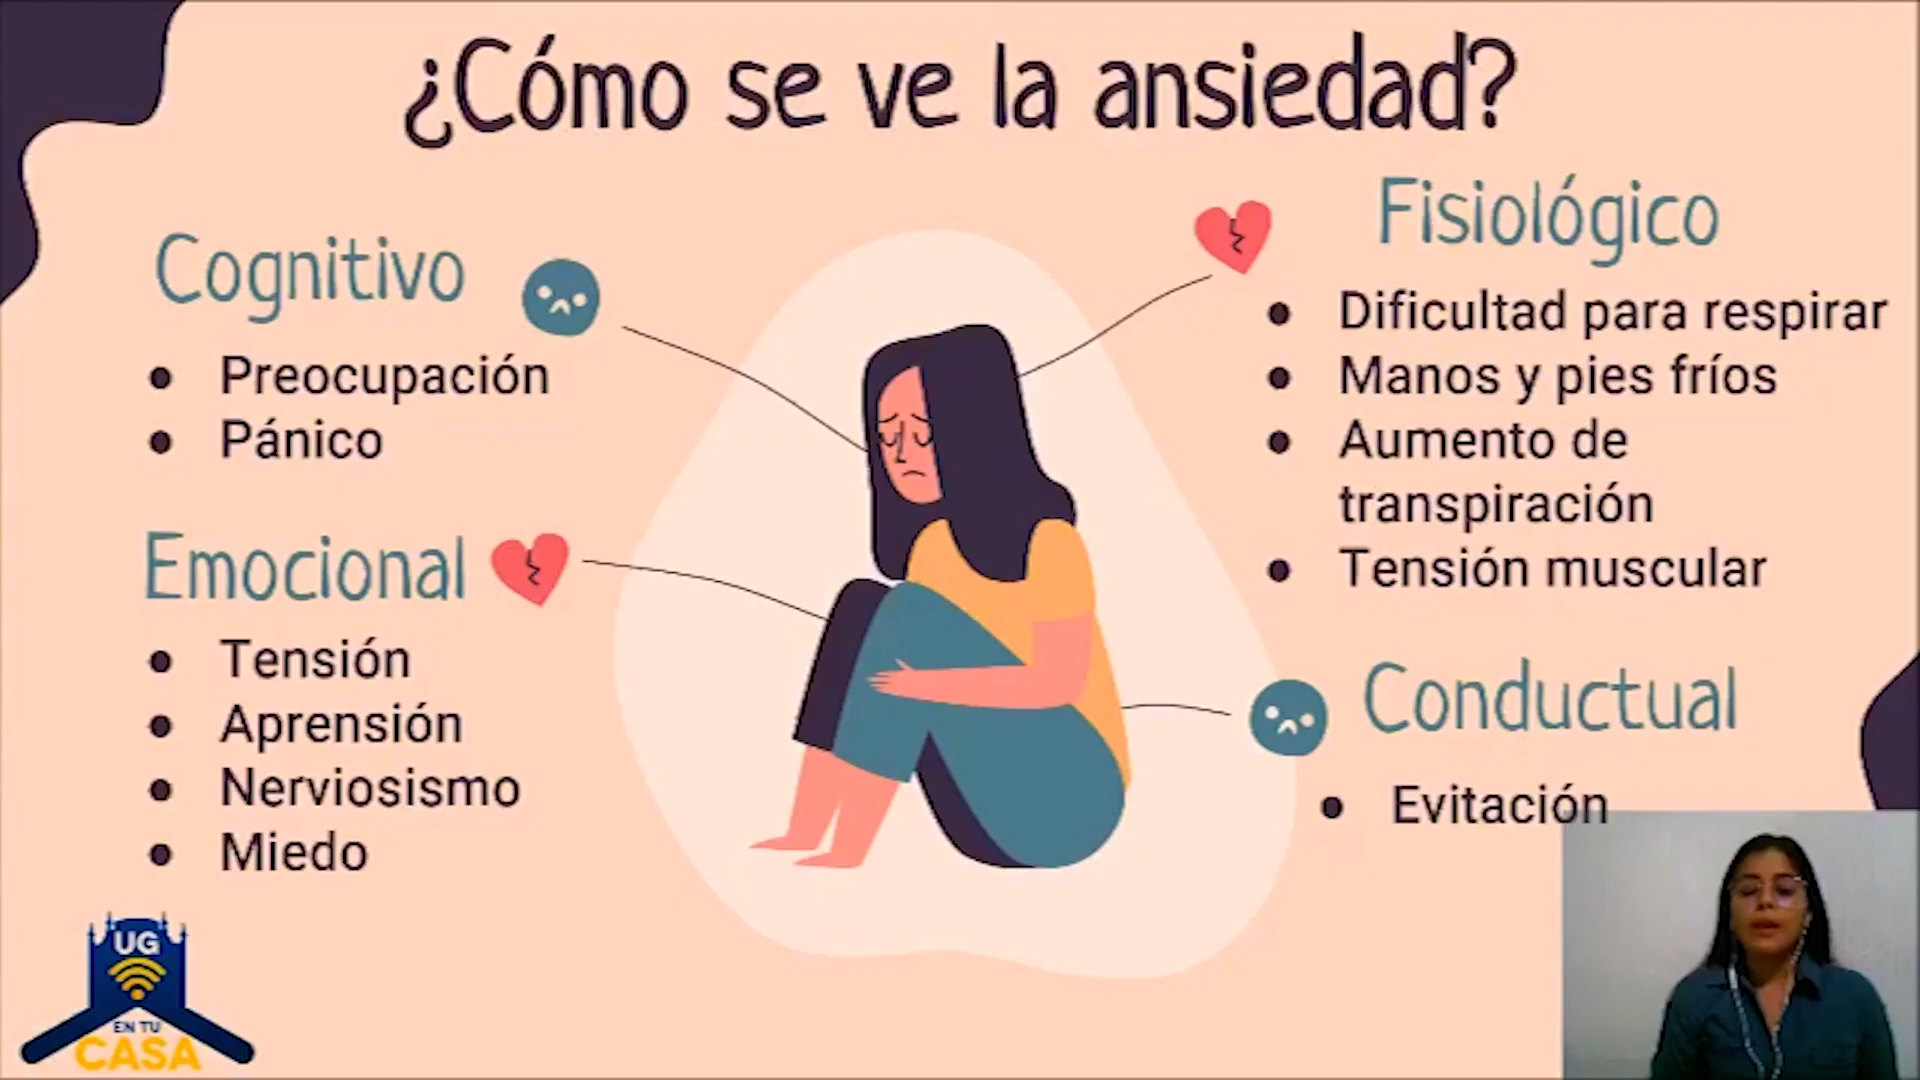 ¿Cómo se ve la ansiedad?
Cognitivo
Preocupación
Pánico
Emocional
Tensión
Aprensión
Nerviosismo
Miedo
Fisiológico
Dificultad para respirar
Manos y pies fríos
Aumento de
transpiración
Tensión muscular
Conductual
Evitación
UG
EN TU
CASA